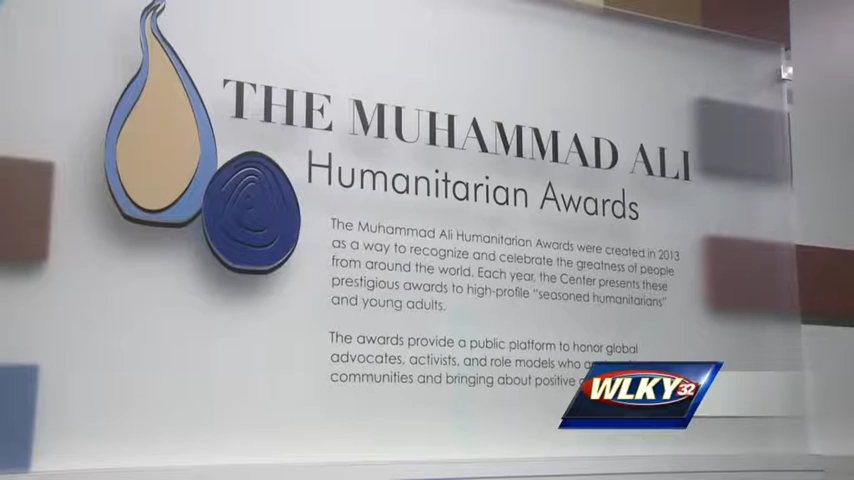 THE MUHAMMAD ALI
Humanitarian Awards
The Muhammad Ali Humanitarian Awards were created in 2013
as a way to recognize and celebrate the greatness of people
from around the world. Each year, the Center presents these
prestigious awards to high-profile “seasoned humanitarians”
and young adults.
The awards provide a public platform to honor global
advocates, activists, and role models who
communities and bringing about positive
WLKY 32